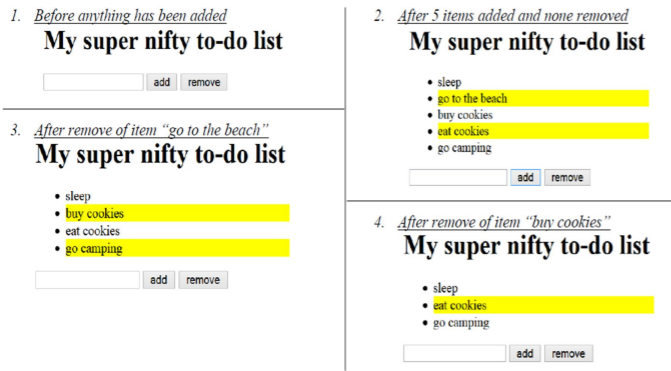 1. Before anything has been added
My super nifty to-do list
add remove
2. After 5 items added and none removed
My super nifty to-do list
• sleep
• go to the beach
• buy cookies
• eat cookies
• go camping
add remove
3. After remove of item “go to the beach”
My super nifty to-do list
• sleep
• buy cookies
• eat cookies
• go camping
add remove
4. After remove of item “buy cookies”
My super nifty to-do list
• sleep
• eat cookies
• go camping
add remove